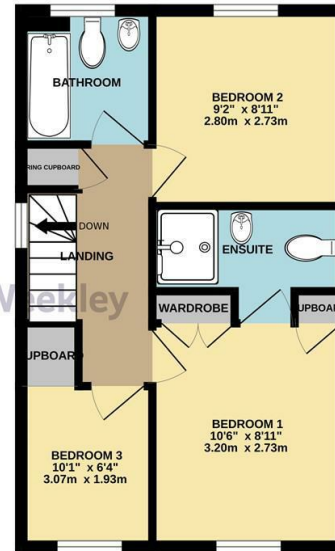 BATHROOM
BEDROOM 2
9'2" x 8'11"
2.80m x 2.73m
RING CUPBOARD
DOWN
LANDING
ENSUITE
Weekley
WARDROBE
UPBOARD
UPBOARD
BEDROOM 3
10'1" x 6'4"
3.07m x 1.93m
BEDROOM 1
10'6" x 8'11"
3.20m x 2.73m